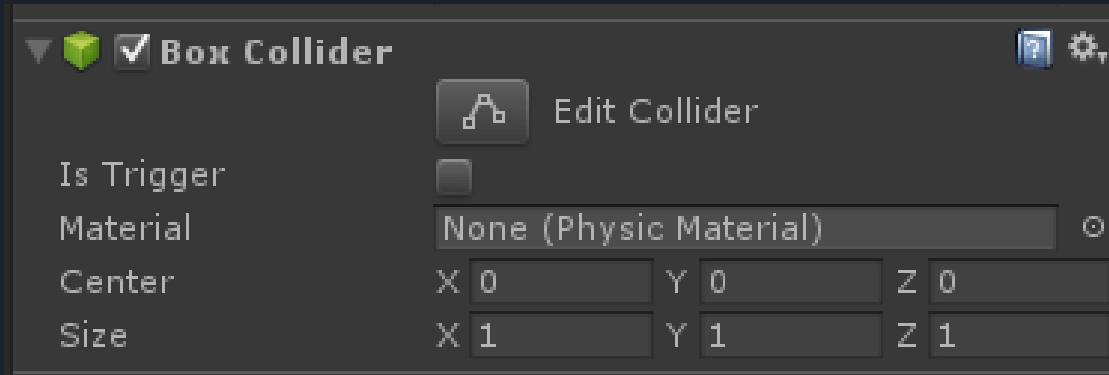 Box Collider
Edit Collider
Is Trigger
Material None (Physic Material)
Center X 0 Y 0 Z 0
Size X 1 Y 1 Z 1